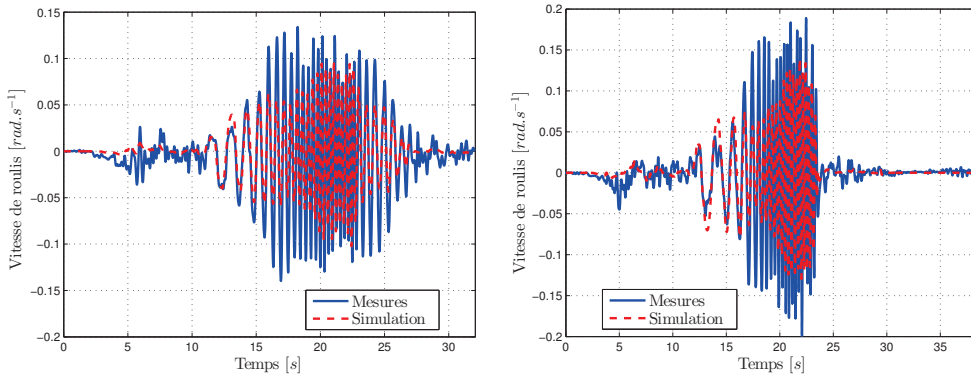 0.15
0.1
0.05
0
−0.05
−0.1
−0.15
−0.2
Vitesse de roulis [rad.s⁻¹]
0 5 10 15 20 25 30
Temps [s]
Mesures
Simulation
0.2
0.15
0.1
0.05
0
−0.05
−0.1
−0.15
−0.2
Vitesse de roulis [rad.s⁻¹]
0 5 10 15 20 25 30 35
Temps [s]
Mesures
Simulation